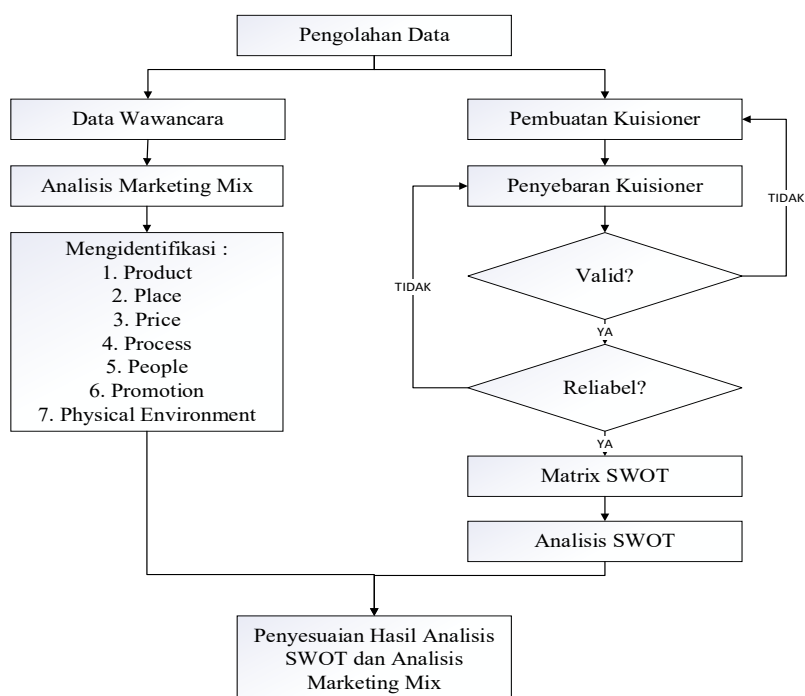 Pengolahan Data
Data Wawancara
Pembuatan Kuisioner
Analisis Marketing Mix
Penyebaran Kuisioner
TIDAK
Mengidentifikasi :
1. Product
2. Place
3. Price
4. Process
5. People
6. Promotion
7. Physical Environment
Valid?
TIDAK
YA
Reliabel?
YA
Matrix SWOT
Analisis SWOT
Penyesuaian Hasil Analisis
SWOT dan Analisis
Marketing Mix